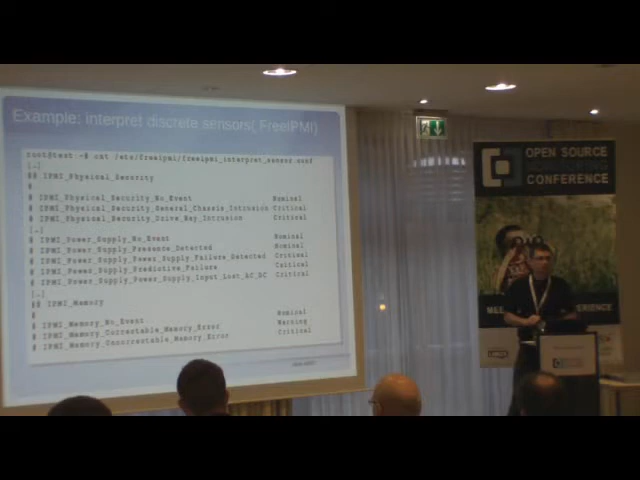 Example: interpret discrete sensors( FreeIPMI)
root@test:~# cat /etc/freeipmi/freeipmi_interpret_sensor.conf
[…]
## IPMI_Physical_Security
#
# IPMI_Physical_Security_No_Event Nominal
# IPMI_Physical_Security_General_Chassis_Intrusion Critical
# IPMI_Physical_Security_Drive_Bay_Intrusion Critical
[…]
# IPMI_Power_Supply_No_Event Nominal
# IPMI_Power_Supply_Presence_Detected Nominal
# IPMI_Power_Supply_Power_Supply_Failure_Detected Critical
# IPMI_Power_Supply_Predictive_Failure Critical
# IPMI_Power_Supply_Power_Supply_Input_Lost_AC_DC Critical
[…]
## IPMI_Memory
#
# IPMI_Memory_No_Event Nominal
# IPMI_Memory_Correctable_Memory_Error Warning
# IPMI_Memory_Uncorrectable_Memory_Error Critical
OPEN SOURCE
CONFERENCE